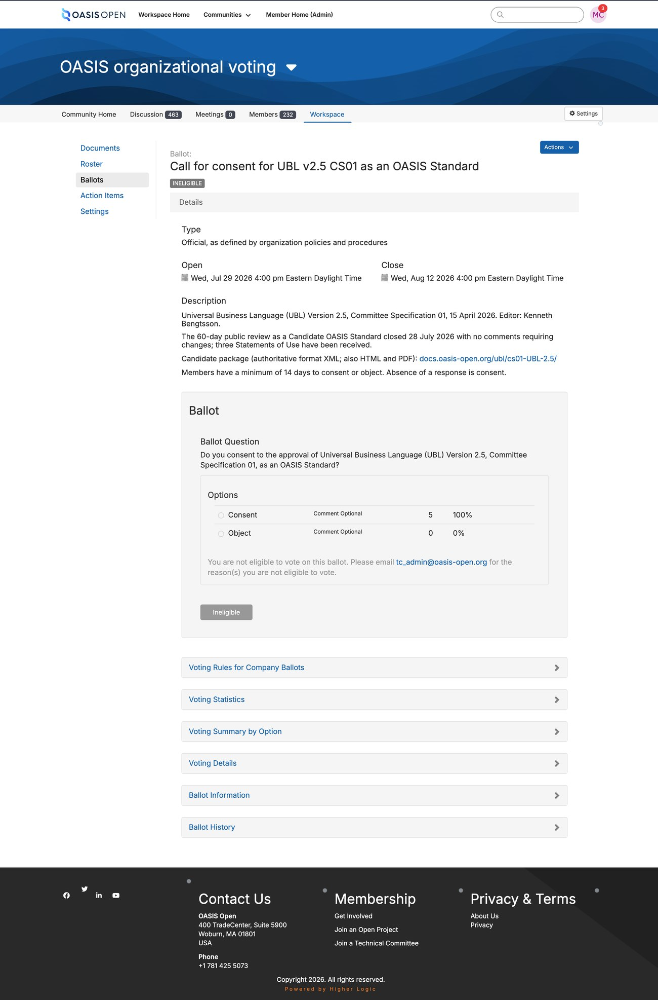 OASIS OPEN
Workspace Home
Communities
Member Home (Admin)
MC
3
OASIS organizational voting
Community Home
Discussion 463
Meetings 0
Members 232
Workspace
Settings
Documents
Roster
Ballots
Action Items
Settings
Actions
Ballot:
Call for consent for UBL v2.5 CS01 as an OASIS Standard
INELIGIBLE
Details
Type
Official, as defined by organization policies and procedures
Open
Wed, Jul 29 2026 4:00 pm Eastern Daylight Time
Close
Wed, Aug 12 2026 4:00 pm Eastern Daylight Time
Description
Universal Business Language (UBL) Version 2.5, Committee Specification 01, 15 April 2026. Editor: Kenneth
Bengtsson.
The 60-day public review as a Candidate OASIS Standard closed 28 July 2026 with no comments requiring
changes; three Statements of Use have been received.
Candidate package (authoritative format XML; also HTML and PDF): docs.oasis-open.org/ubl/cs01-UBL-2.5/
Members have a minimum of 14 days to consent or object. Absence of a response is consent.
Ballot
Ballot Question
Do you consent to the approval of Universal Business Language (UBL) Version 2.5, Committee
Specification 01, as an OASIS Standard?
Options
Consent Comment Optional 5 100%
Object Comment Optional 0 0%
You are not eligible to vote on this ballot. Please email tc_admin@oasis-open.org for the
reason(s) you are not eligible to vote.
Ineligible
Voting Rules for Company Ballots
Voting Statistics
Voting Summary by Option
Voting Details
Ballot Information
Ballot History
Contact Us
OASIS Open
400 TradeCenter, Suite 5900
Woburn, MA 01801
USA
Phone
+1 781 425 5073
Membership
Get Involved
Join an Open Project
Join a Technical Committee
Privacy & Terms
About Us
Privacy
Copyright 2026. All rights reserved.
Powered by Higher Logic